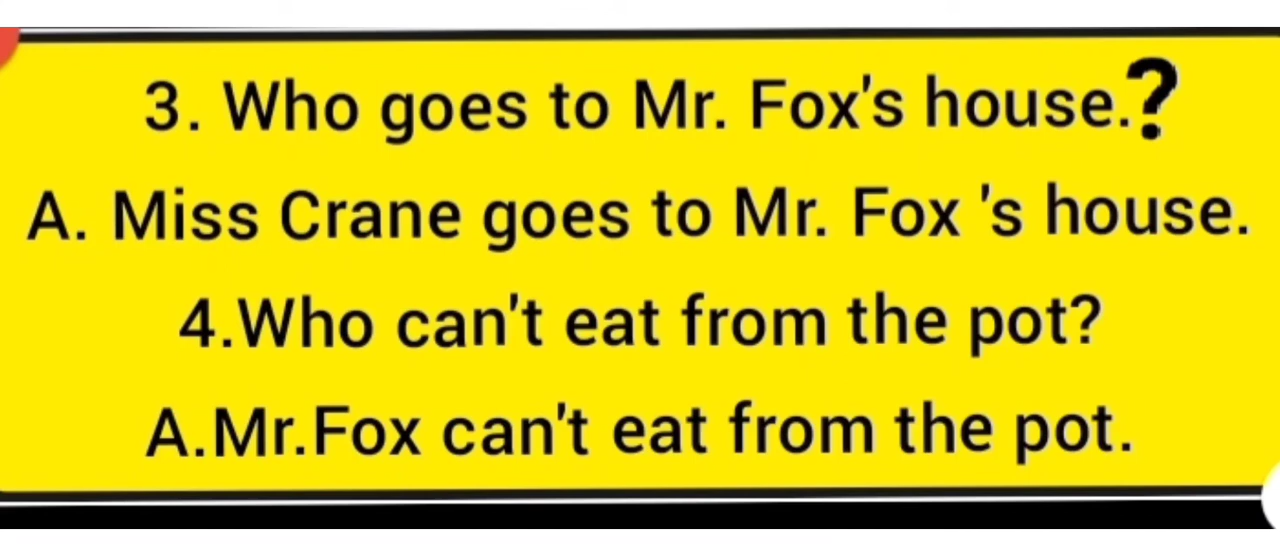 3. Who goes to Mr. Fox's house.?
A. Miss Crane goes to Mr. Fox 's house.
4.Who can't eat from the pot?
A.Mr.Fox can't eat from the pot.